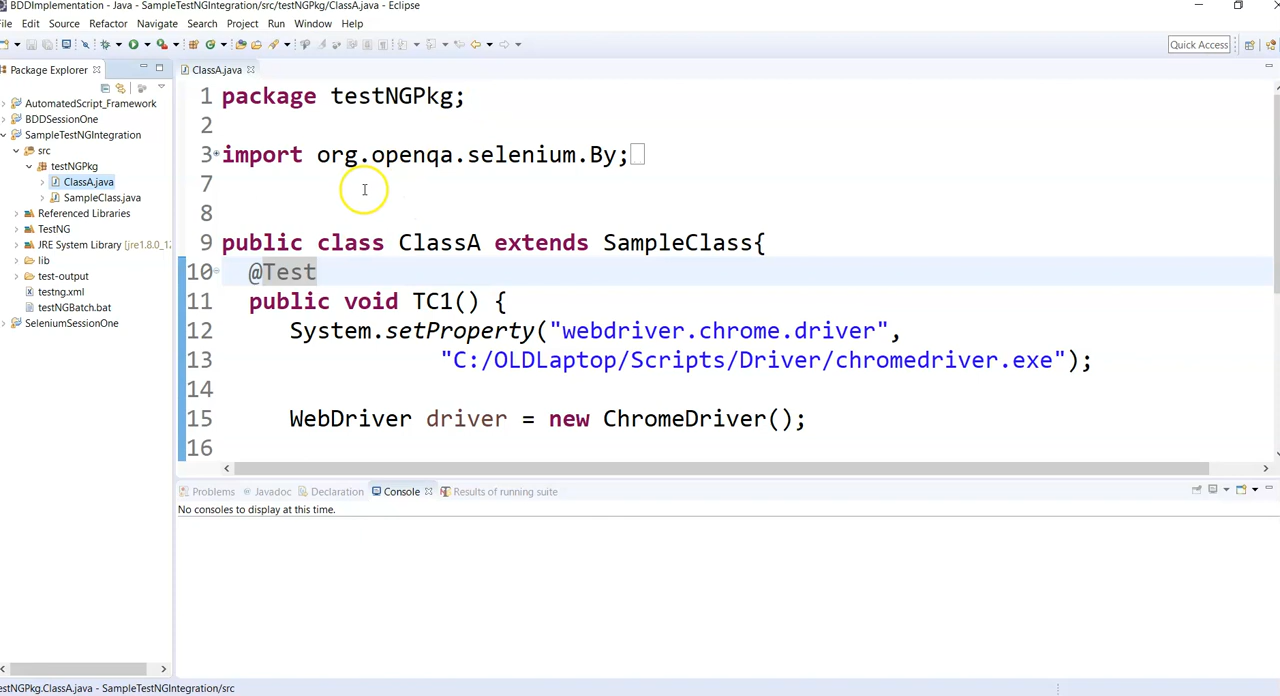 BDDImplementation - Java - SampleTestNGIntegration/src/testNGPkg/ClassA.java - Eclipse
File Edit Source Refactor Navigate Search Project Run Window Help
Quick Access
Package Explorer
AutomatedScript_Framework
BDDSessionOne
SampleTestNGIntegration
src
testNGPkg
ClassA.java
SampleClass.java
Referenced Libraries
TestNG
JRE System Library [jre1.8.0_12
lib
test-output
testng.xml
testNGBatch.bat
SeleniumSessionOne
ClassA.java
1 package testNGPkg;
2
3 import org.openqa.selenium.By;
7
8
9 public class ClassA extends SampleClass{
10 @Test
11 public void TC1() {
12 System.setProperty("webdriver.chrome.driver",
13 "C:/OLDLaptop/Scripts/Driver/chromedriver.exe");
14
15 WebDriver driver = new ChromeDriver();
16
Problems Javadoc Declaration Console Results of running suite
No consoles to display at this time.
estNGPkg.ClassA.java - SampleTestNGIntegration/src